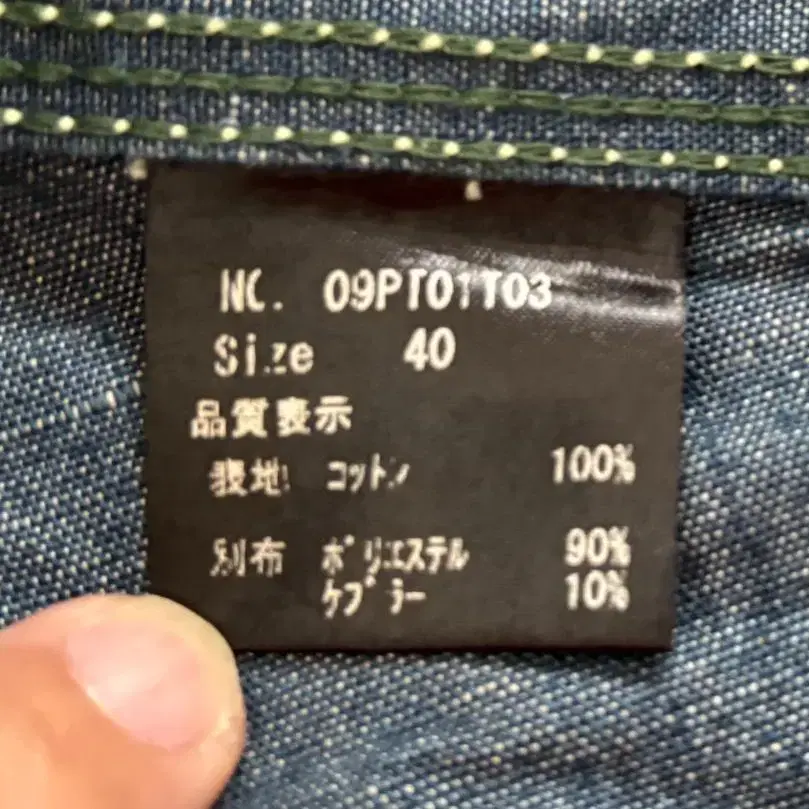 NO. 09PT01T03
Size 40
品質表示
表地 コットン 100%
別布 ポリエステル 90%
ケブラー 10%